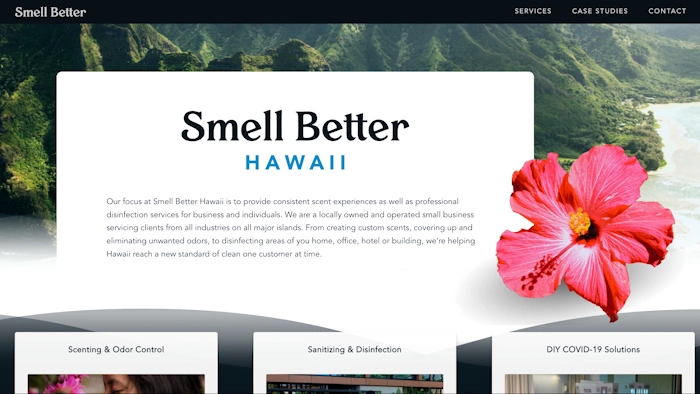 Smell Better
SERVICES CASE STUDIES CONTACT
Smell Better
HAWAII
Our focus at Smell Better Hawaii is to provide consistent scent experiences as well as professional
disinfection services for business and individuals. We are a locally owned and operated small business
servicing clients from all industries on all major islands. From creating custom scents, covering up and
eliminating unwanted odors, to disinfecting areas of you home, office, hotel or building, we're helping
Hawaii reach a new standard of clean one customer at time.
Scenting & Odor Control
Sanitizing & Disinfection
DIY COVID-19 Solutions